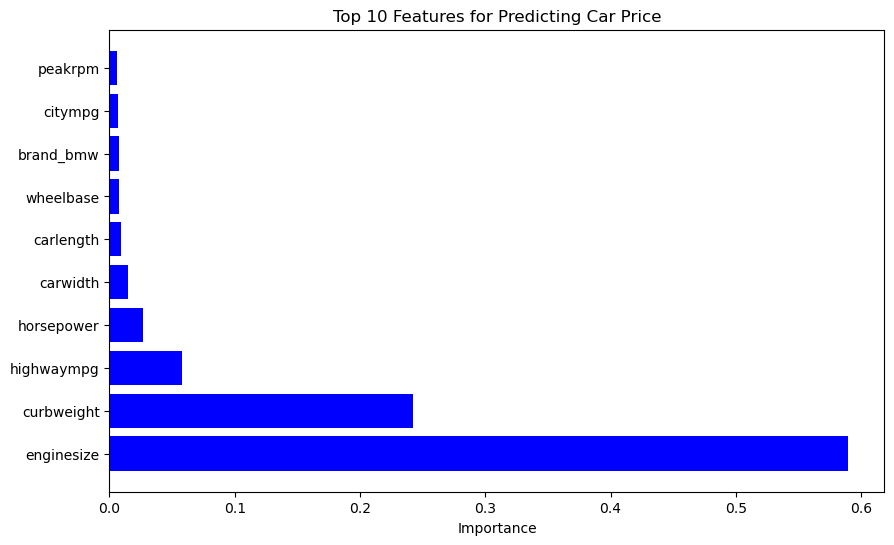 Top 10 Features for Predicting Car Price
peakrpm
citympg
brand_bmw
wheelbase
carlength
carwidth
horsepower
highwaympg
curbweight
enginesize
0.0 0.1 0.2 0.3 0.4 0.5 0.6
Importance